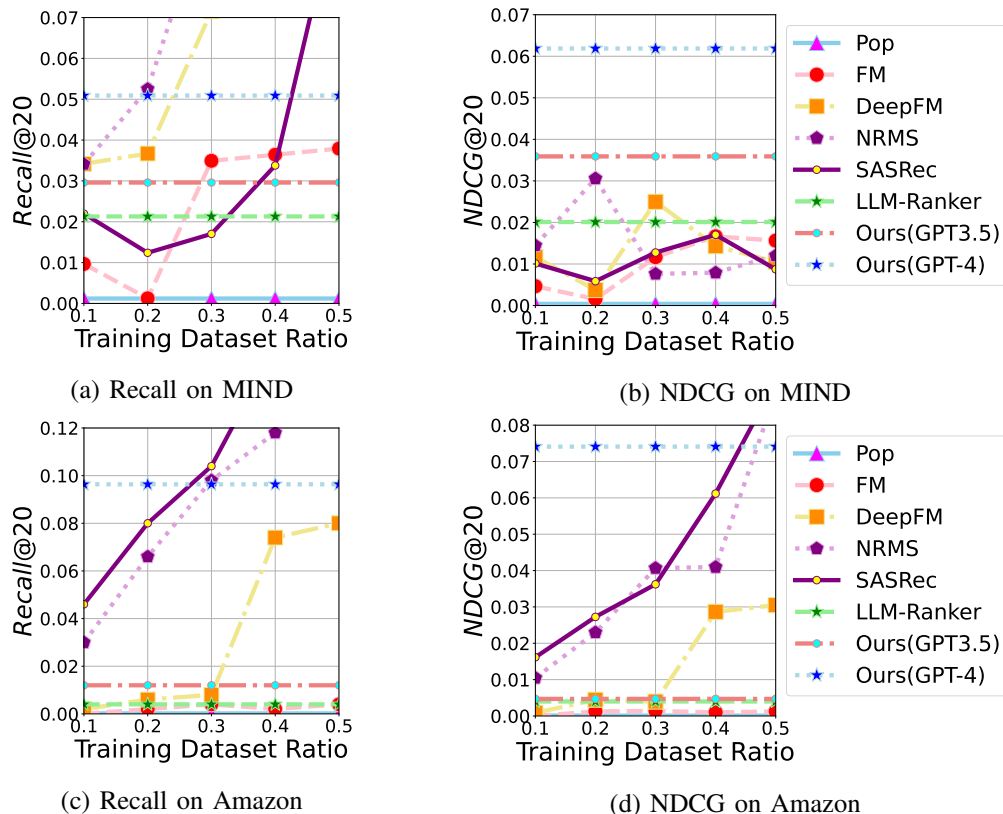 0.07
0.06
0.05
0.04
0.03
0.02
0.01
0.00
Recall@20
0.1 0.2 0.3 0.4 0.5
Training Dataset Ratio
(a) Recall on MIND
0.07
0.06
0.05
0.04
0.03
0.02
0.01
0.00
NDCG@20
0.1 0.2 0.3 0.4 0.5
Training Dataset Ratio
(b) NDCG on MIND
Pop
FM
DeepFM
NRMS
SASRec
LLM-Ranker
Ours(GPT3.5)
Ours(GPT-4)
0.12
0.10
0.08
0.06
0.04
0.02
0.00
Recall@20
0.1 0.2 0.3 0.4 0.5
Training Dataset Ratio
(c) Recall on Amazon
0.08
0.07
0.06
0.05
0.04
0.03
0.02
0.01
0.00
NDCG@20
0.1 0.2 0.3 0.4 0.5
Training Dataset Ratio
(d) NDCG on Amazon
Pop
FM
DeepFM
NRMS
SASRec
LLM-Ranker
Ours(GPT3.5)
Ours(GPT-4)